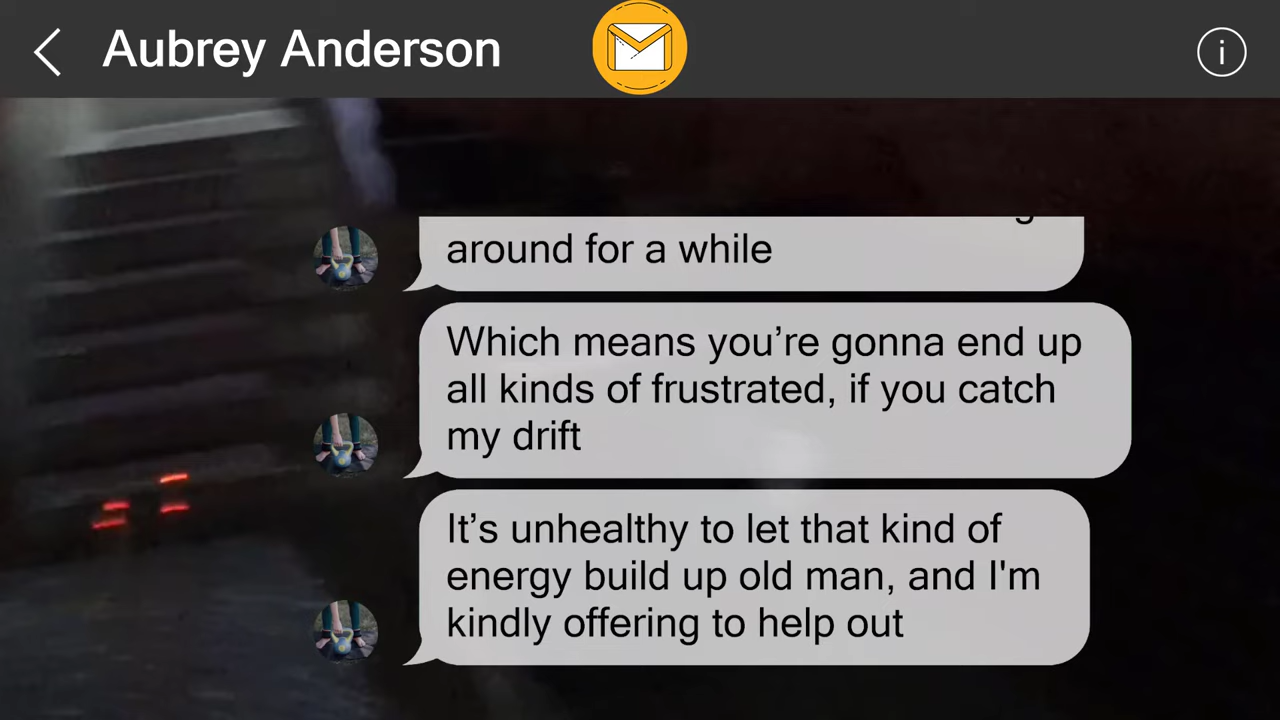 Aubrey Anderson
i
around for a while
Which means you’re gonna end up
all kinds of frustrated, if you catch
my drift
It’s unhealthy to let that kind of
energy build up old man, and I'm
kindly offering to help out